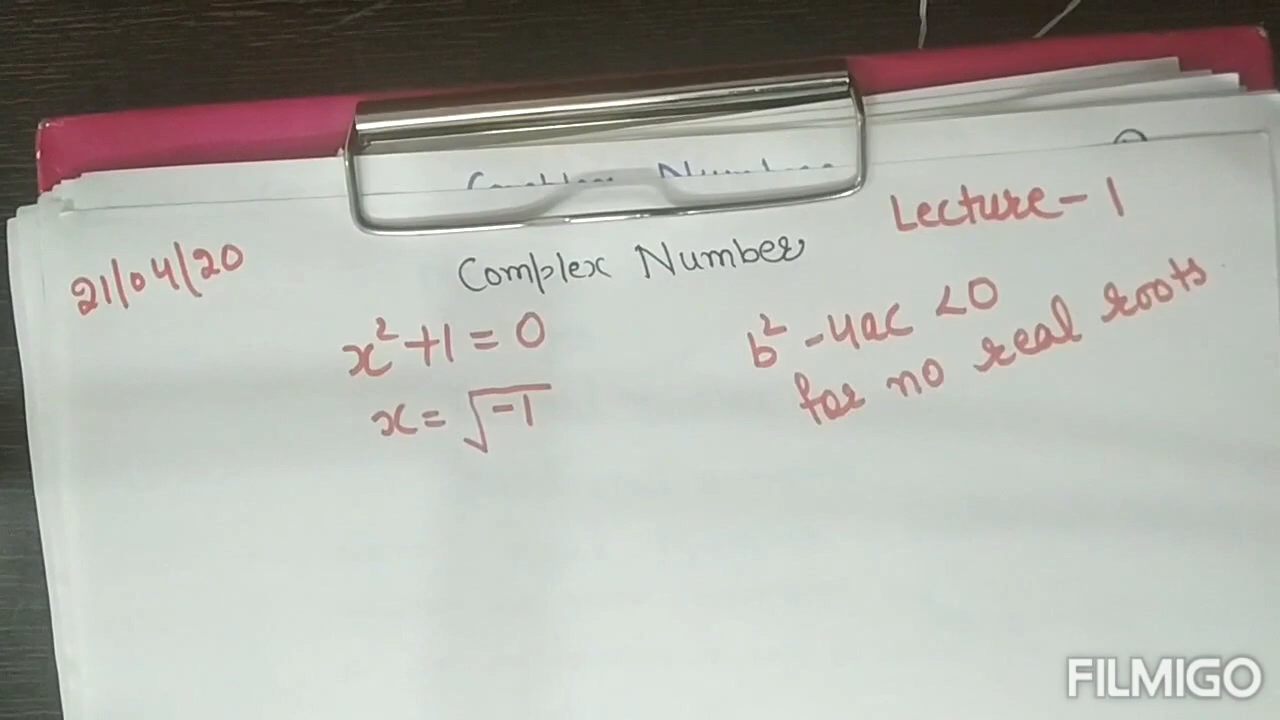 Lecture - 1
21/04/20
Complex Number
x² + 1 = 0
x = √-1
b² - 4ac < 0
for no real roots
FILMIGO